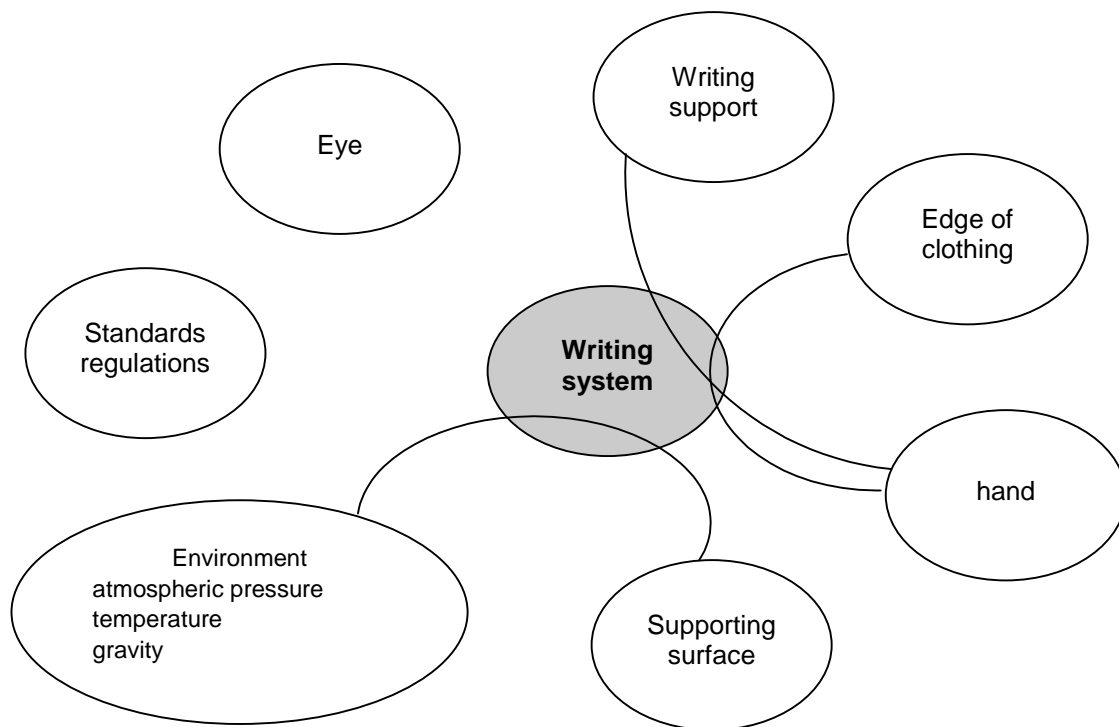 Writing
support
Eye
Edge of
clothing
Standards
regulations
Writing
system
hand
Environment
atmospheric pressure
temperature
gravity
Supporting
surface